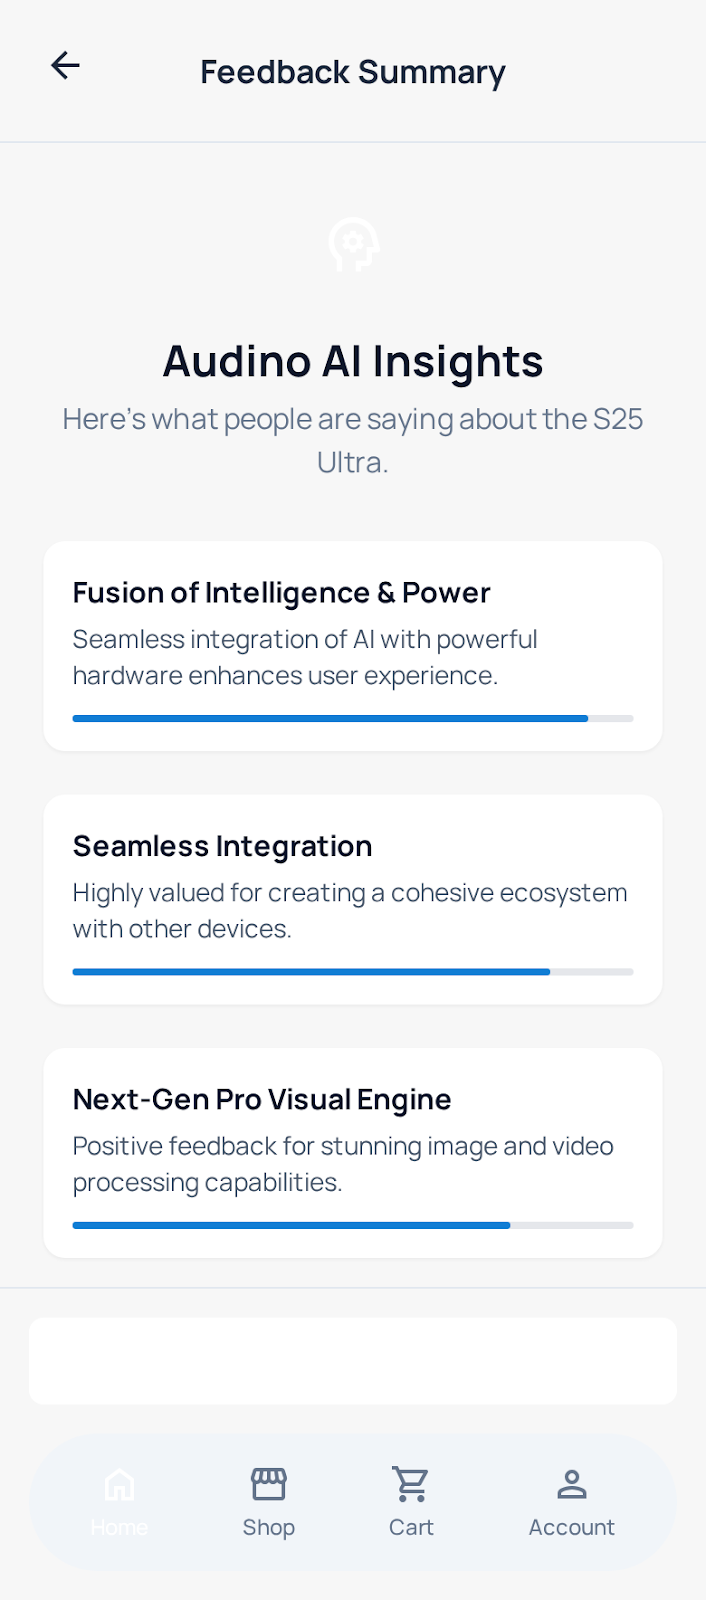 Feedback Summary
Audino AI Insights
Here's what people are saying about the S25
Ultra.
Fusion of Intelligence & Power
Seamless integration of AI with powerful
hardware enhances user experience.
Seamless Integration
Highly valued for creating a cohesive ecosystem
with other devices.
Next-Gen Pro Visual Engine
Positive feedback for stunning image and video
processing capabilities.
Home
Shop
Cart
Account